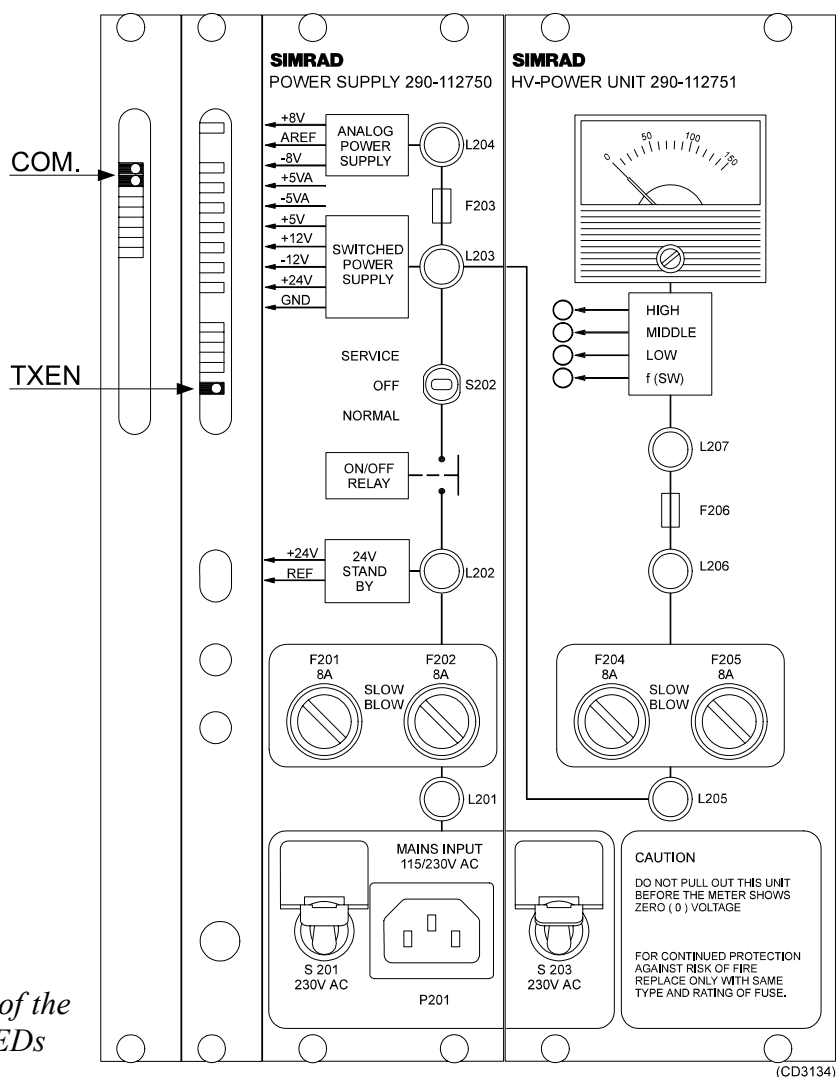 SIMRAD
POWER SUPPLY 290-112750
SIMRAD
HV-POWER UNIT 290-112751
COM.
TXEN
+8V
AREF
-8V
+5VA
-5VA
+5V
+12V
-12V
+24V
GND
ANALOG
POWER
SUPPLY
L204
F203
SWITCHED
POWER
SUPPLY
L203
SERVICE
OFF
S202
NORMAL
ON/OFF
RELAY
+24V
REF
24V
STAND
BY
L202
F201
8A
SLOW
BLOW
F202
8A
L201
MAINS INPUT
115/230V AC
S 201
230V AC
P201
0
50
100
150
HIGH
MIDDLE
LOW
f (SW)
L207
F206
L206
F204
8A
SLOW
BLOW
F205
8A
L205
S 203
230V AC
CAUTION
DO NOT PULL OUT THIS UNIT
BEFORE THE METER SHOWS
ZERO ( 0 ) VOLTAGE
FOR CONTINUED PROTECTION
AGAINST RISK OF FIRE
REPLACE ONLY WITH SAME
TYPE AND RATING OF FUSE.
of the
EDs
(CD3134)